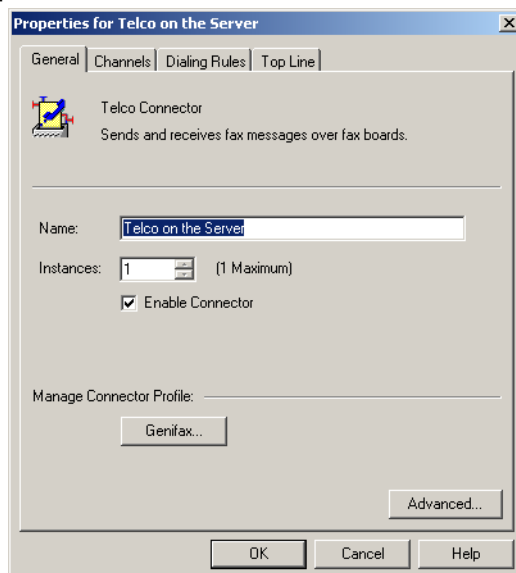 Properties for Telco on the Server
General Channels Dialing Rules Top Line
Telco Connector
Sends and receives fax messages over fax boards.
Name: Telco on the Server
Instances: 1 (1 Maximum)
Enable Connector
Manage Connector Profile:
Genifax...
Advanced...
OK Cancel Help